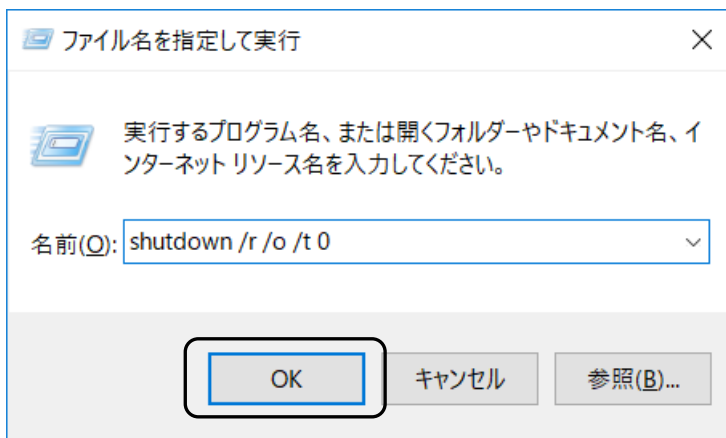 ファイル名を指定して実行
実行するプログラム名、または開くフォルダーやドキュメント名、イ
ンターネット リソース名を入力してください。
名前(O): shutdown /r /o /t 0
OK キャンセル 参照(B)...